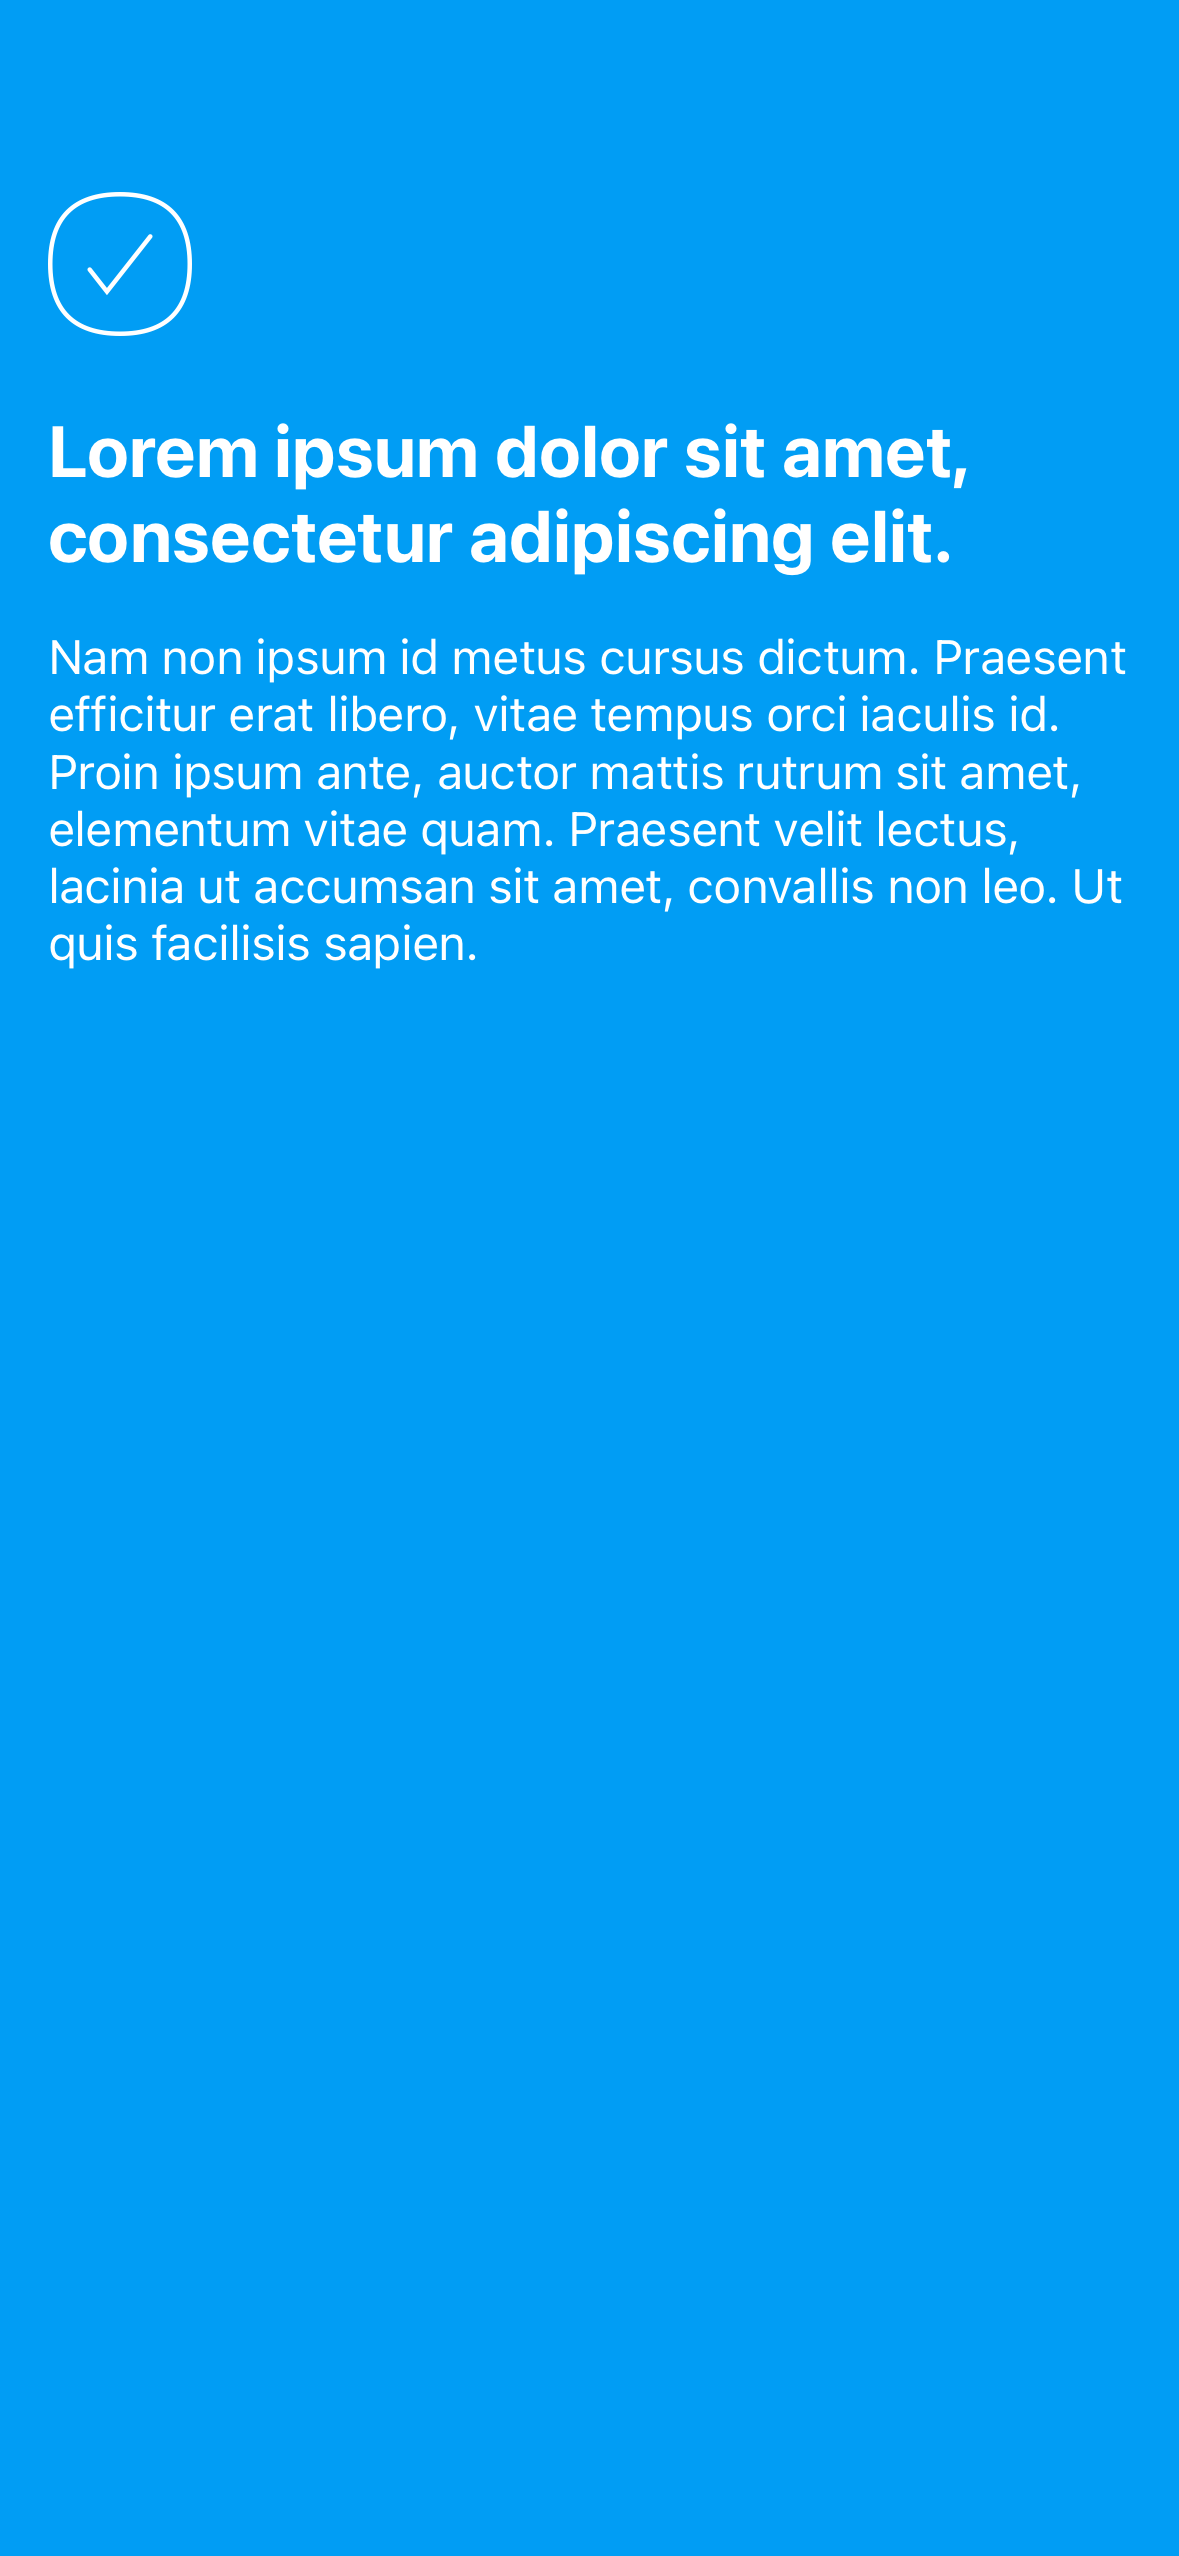 Lorem ipsum dolor sit amet,
consectetur adipiscing elit.
Nam non ipsum id metus cursus dictum. Praesent
efficitur erat libero, vitae tempus orci iaculis id.
Proin ipsum ante, auctor mattis rutrum sit amet,
elementum vitae quam. Praesent velit lectus,
lacinia ut accumsan sit amet, convallis non leo. Ut
quis facilisis sapien.